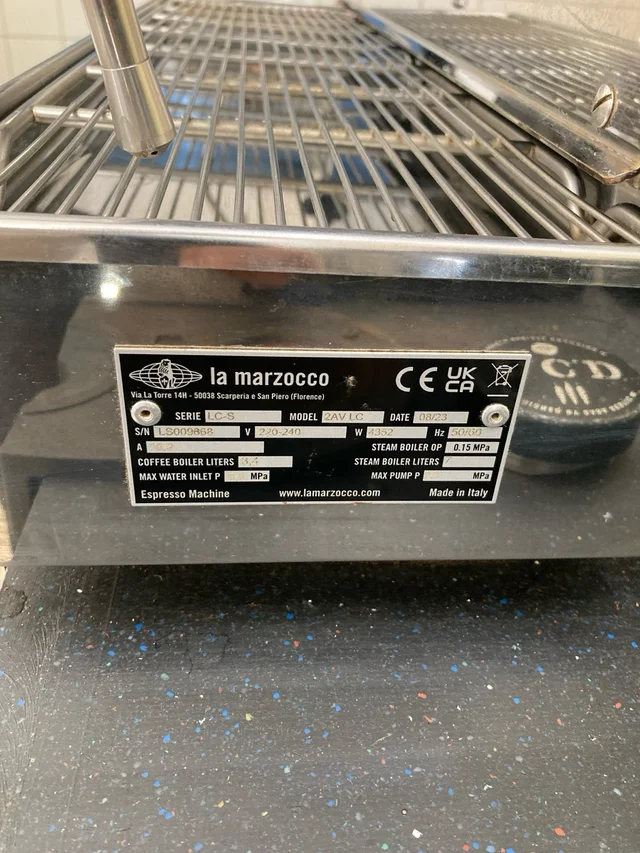 la marzocco
CE UK CA
Via La Torre 14H - 50038 Scarperia e San Piero (Florence)
SERIE LC-S MODEL 2AV LC DATE 08/23
S/N LS009868 V 220-240 W 4352 Hz 50/60
A STEAM BOILER OP 0.15 MPa
COFFEE BOILER LITERS 3,4 STEAM BOILER LITERS
MAX WATER INLET P MPa MAX PUMP P MPa
Espresso Machine www.lamarzocco.com Made in Italy